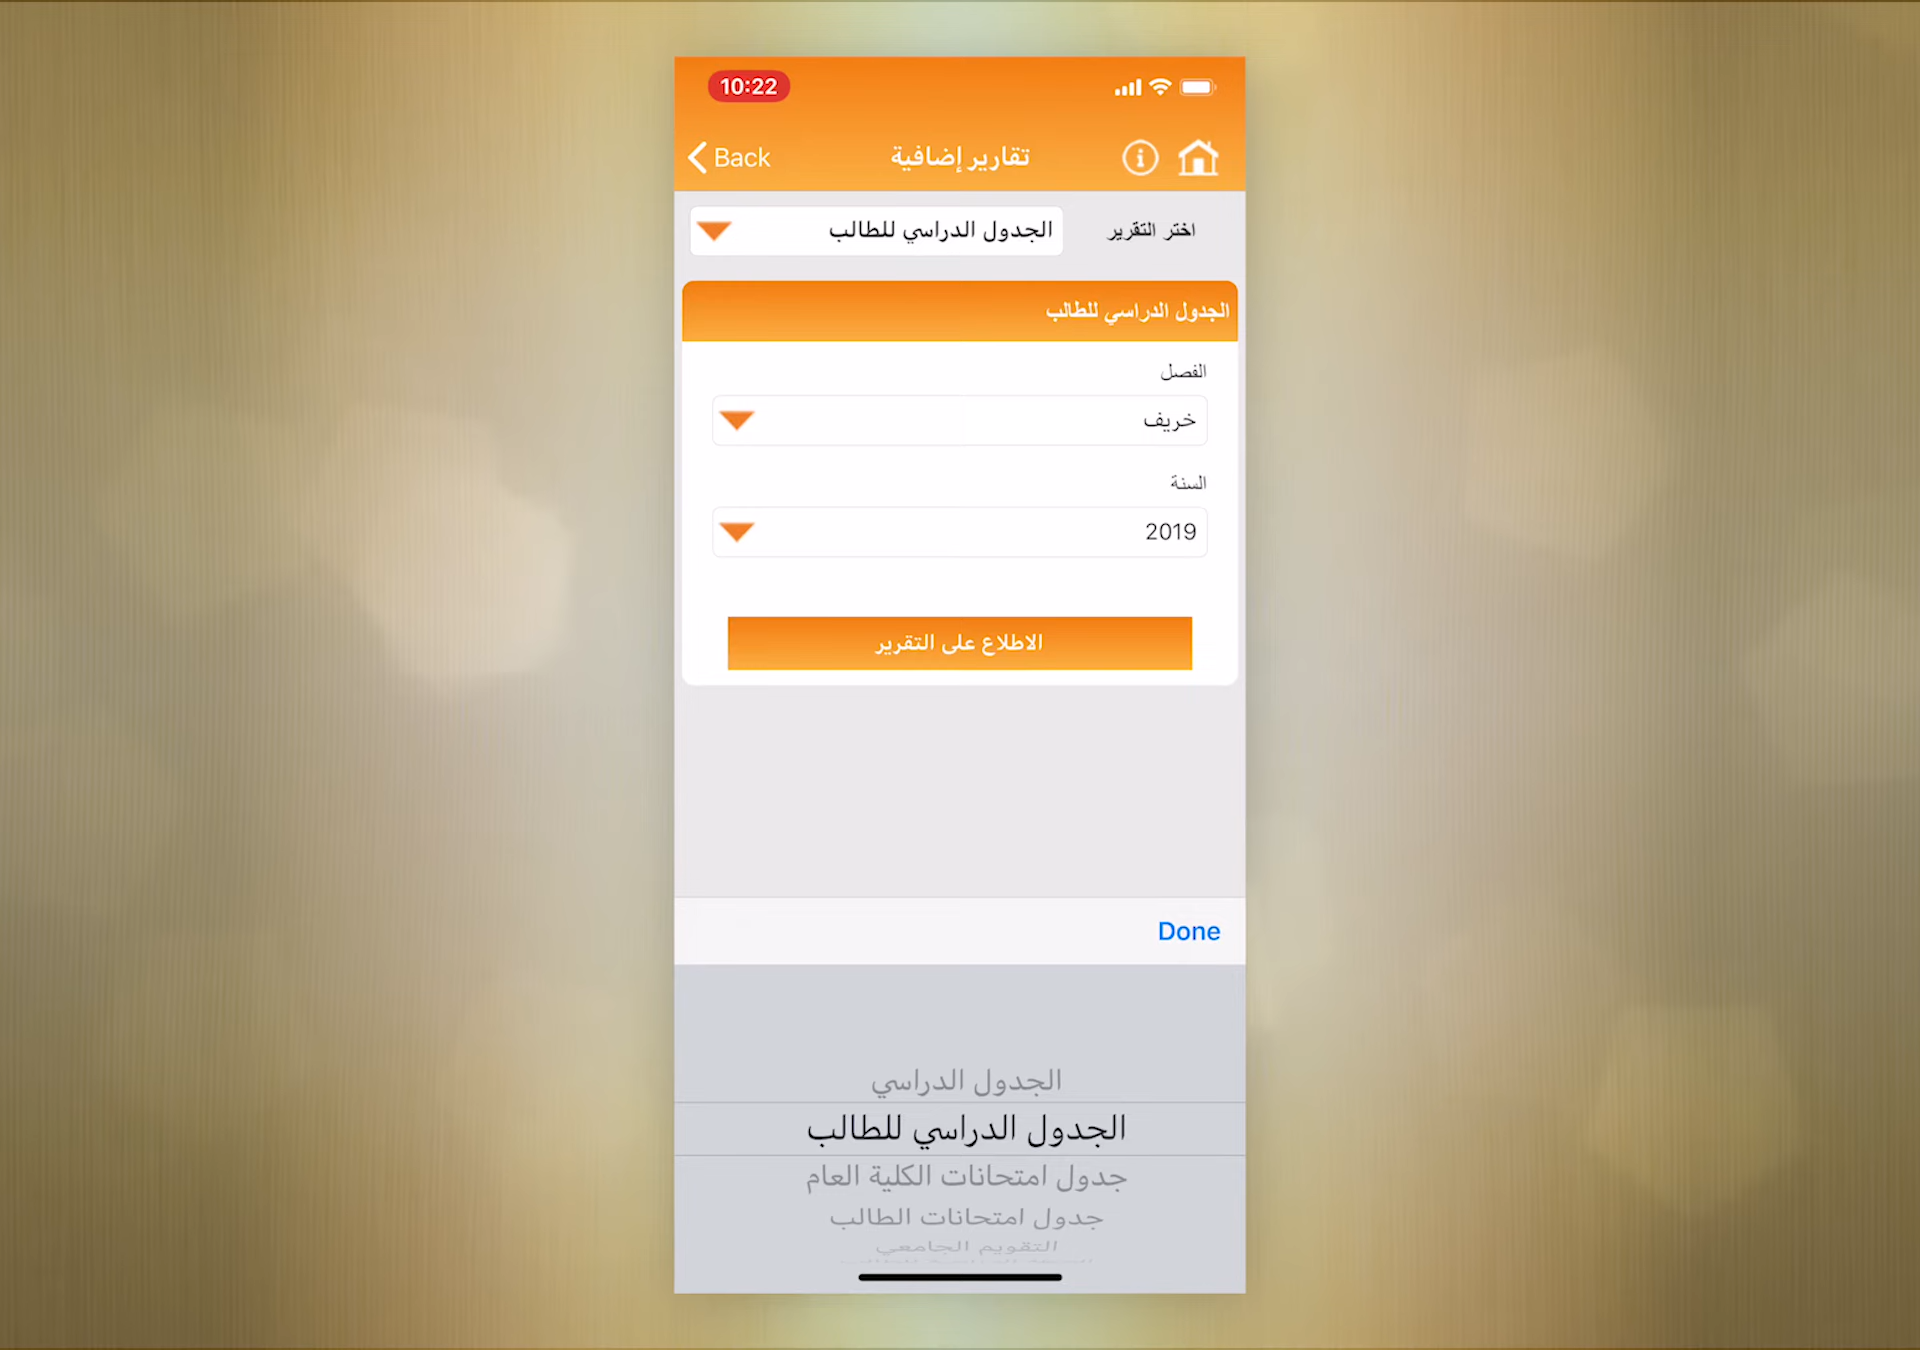 10:22
Back
تقارير إضافية
اختر التقرير
الجدول الدراسي للطالب
الجدول الدراسي للطالب
الفصل
خريف
السنة
2019
الاطلاع على التقرير
Done
الجدول الدراسي
الجدول الدراسي للطالب
جدول امتحانات الكلية العام
جدول امتحانات الطالب
التقويم الجامعي